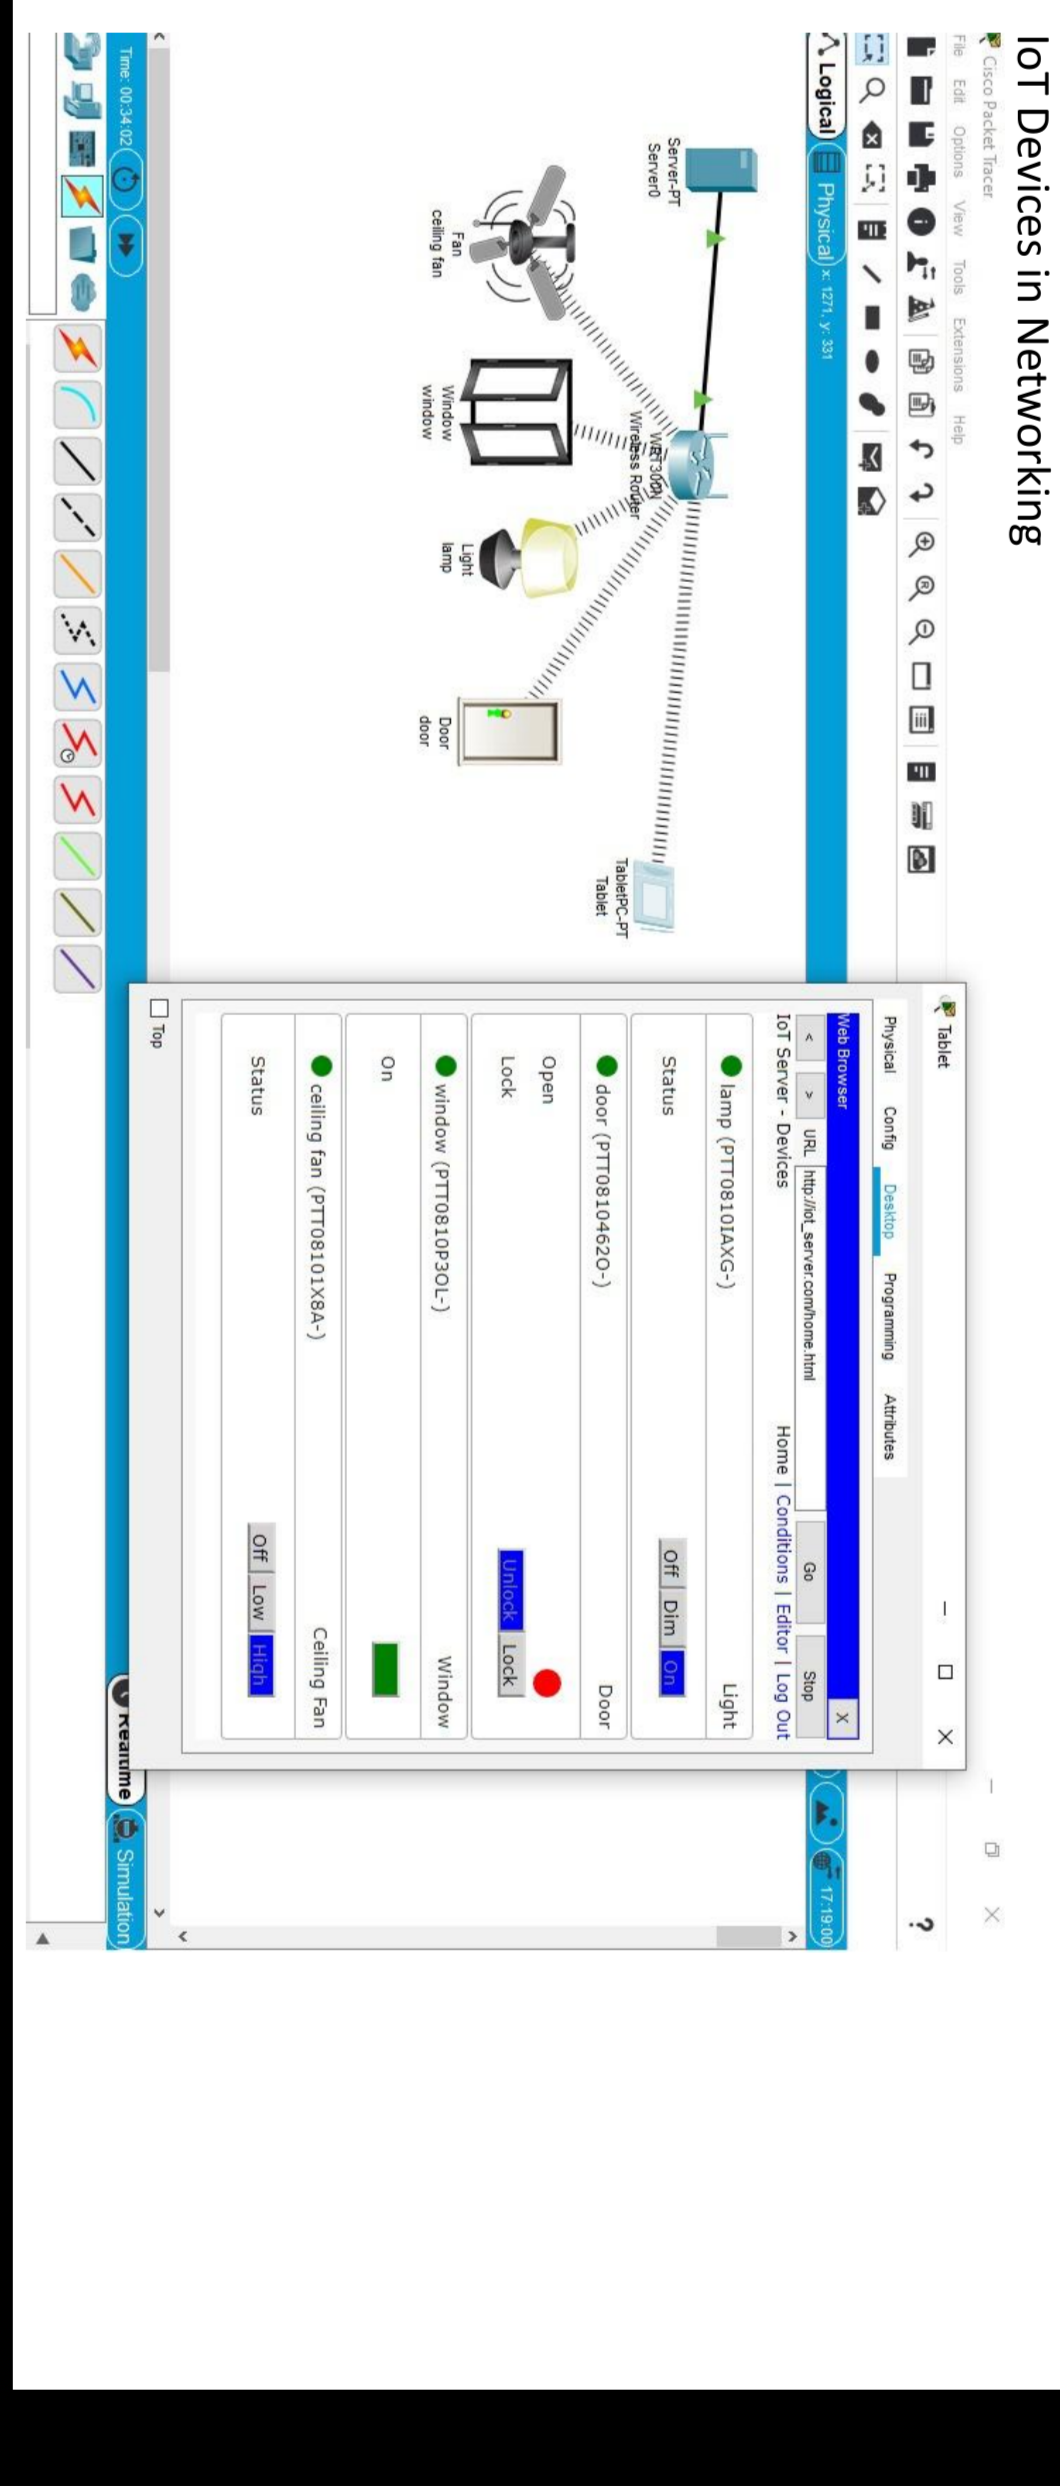 IoT Devices in Networking
Cisco Packet Tracer
File Edit Options View Tools Extensions Help
Logical Physical x: 1271, y: 331
17:19:00
Server-PT
Server0
WRT300N
Wireless Router
Fan
ceiling fan
Window
window
Light
lamp
Door
door
TabletPC-PT
Tablet
Tablet
Physical Config Desktop Programming Attributes
Web Browser X
< > URL http://iot_server.com/home.html Go Stop
IoT Server - Devices Home | Conditions | Editor | Log Out
lamp (PTT0810IAXG-) Light
Status Off Dim On
door (PTT0810462O-) Door
Open
Lock Unlock Lock
window (PTT0810P3OL-) Window
On
ceiling fan (PTT08101X8A-) Ceiling Fan
Status Off Low High
Top
Time: 00:34:02
Realtime Simulation